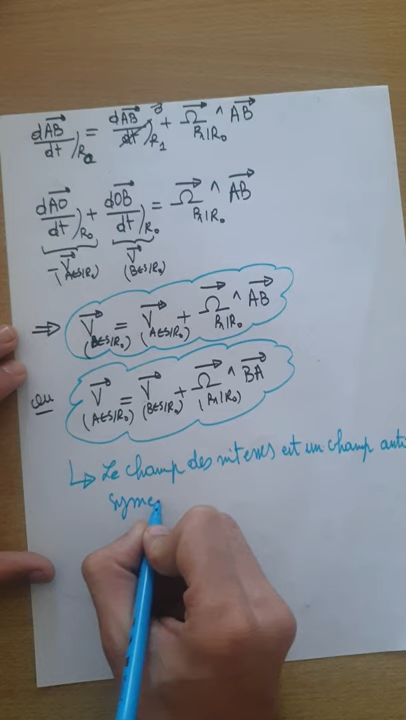 dAB/dt)R0 = dAB/dt)R1 + Ω R1/R0 ^ AB
dAO/dt)R0 + dOB/dt)R0 = Ω R1/R0 ^ AB
-V(A∈S/R0) V(B∈S/R0)
⇒ V(B∈S/R0) = V(A∈S/R0) + Ω R1/R0 ^ AB
ou V(A∈S/R0) = V(B∈S/R0) + Ω (R1/R0) ^ BA
↳ Le champ des vitesses est un champ anti
syme